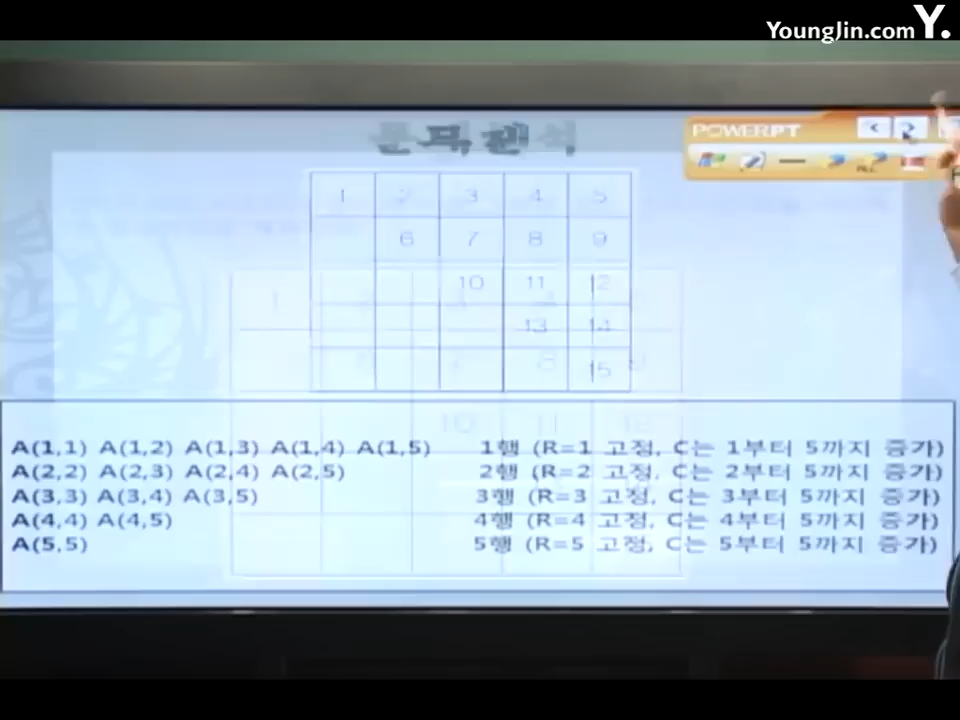 YoungJin.com Y.
POWERPT
1 2 3 4 5
6 7 8 9
10 11 12
13 14
15
A(1,1) A(1,2) A(1,3) A(1,4) A(1,5) 1행 (R=1 고정, C는 1부터 5까지 증가)
A(2,2) A(2,3) A(2,4) A(2,5) 2행 (R=2 고정, C는 2부터 5까지 증가)
A(3,3) A(3,4) A(3,5) 3행 (R=3 고정, C는 3부터 5까지 증가)
A(4,4) A(4,5) 4행 (R=4 고정, C는 4부터 5까지 증가)
A(5,5) 5행 (R=5 고정, C는 5부터 5까지 증가)